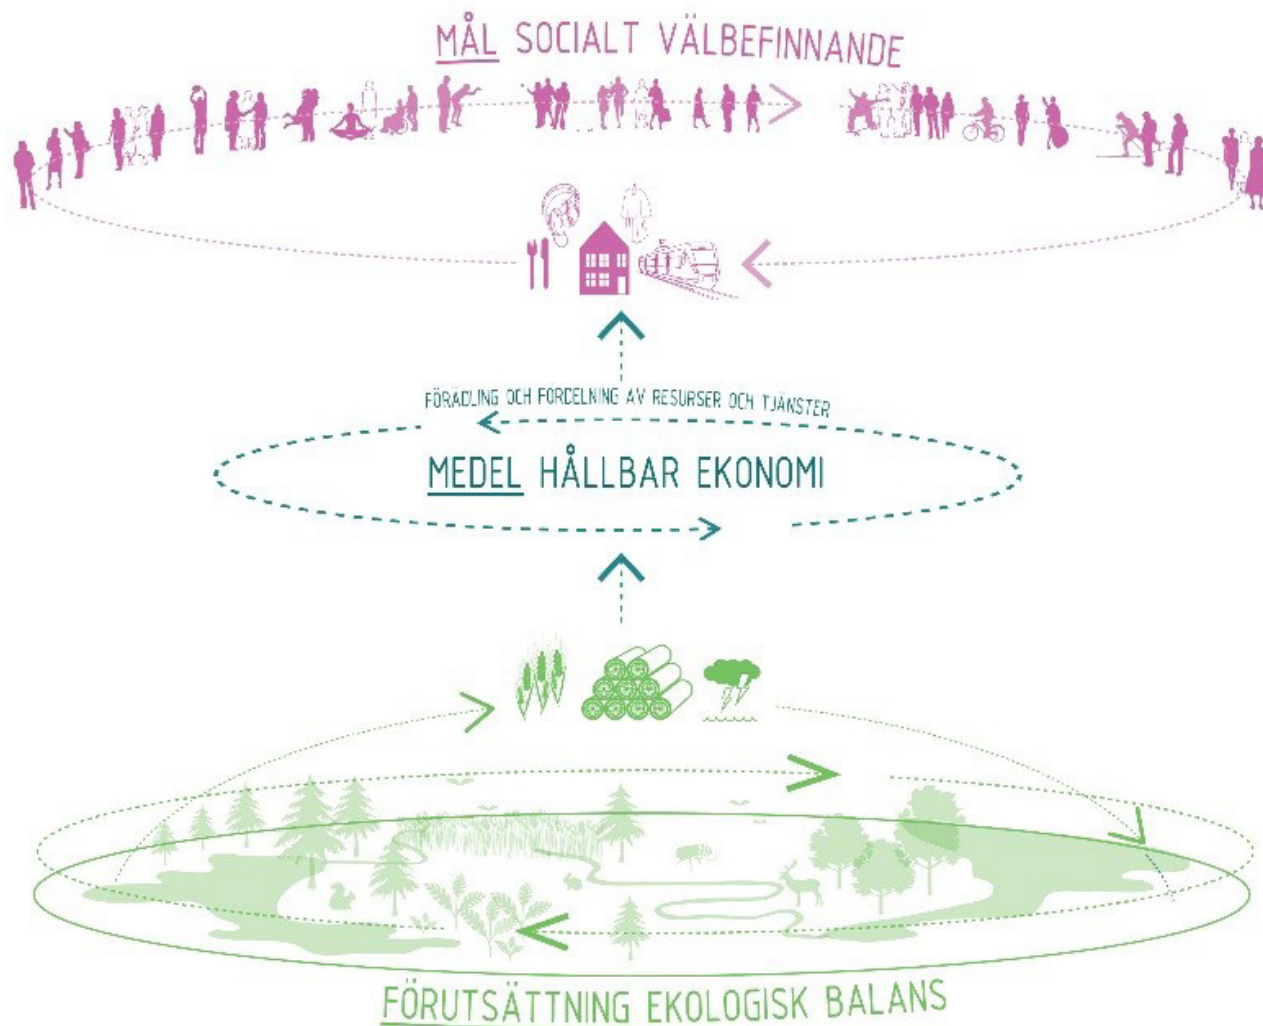 MÅL SOCIALT VÄLBEFINNANDE
FÖRÄDLING OCH FÖRDELNING AV RESURSER OCH TJÄNSTER
MEDEL HÅLLBAR EKONOMI
FÖRUTSÄTTNING EKOLOGISK BALANS